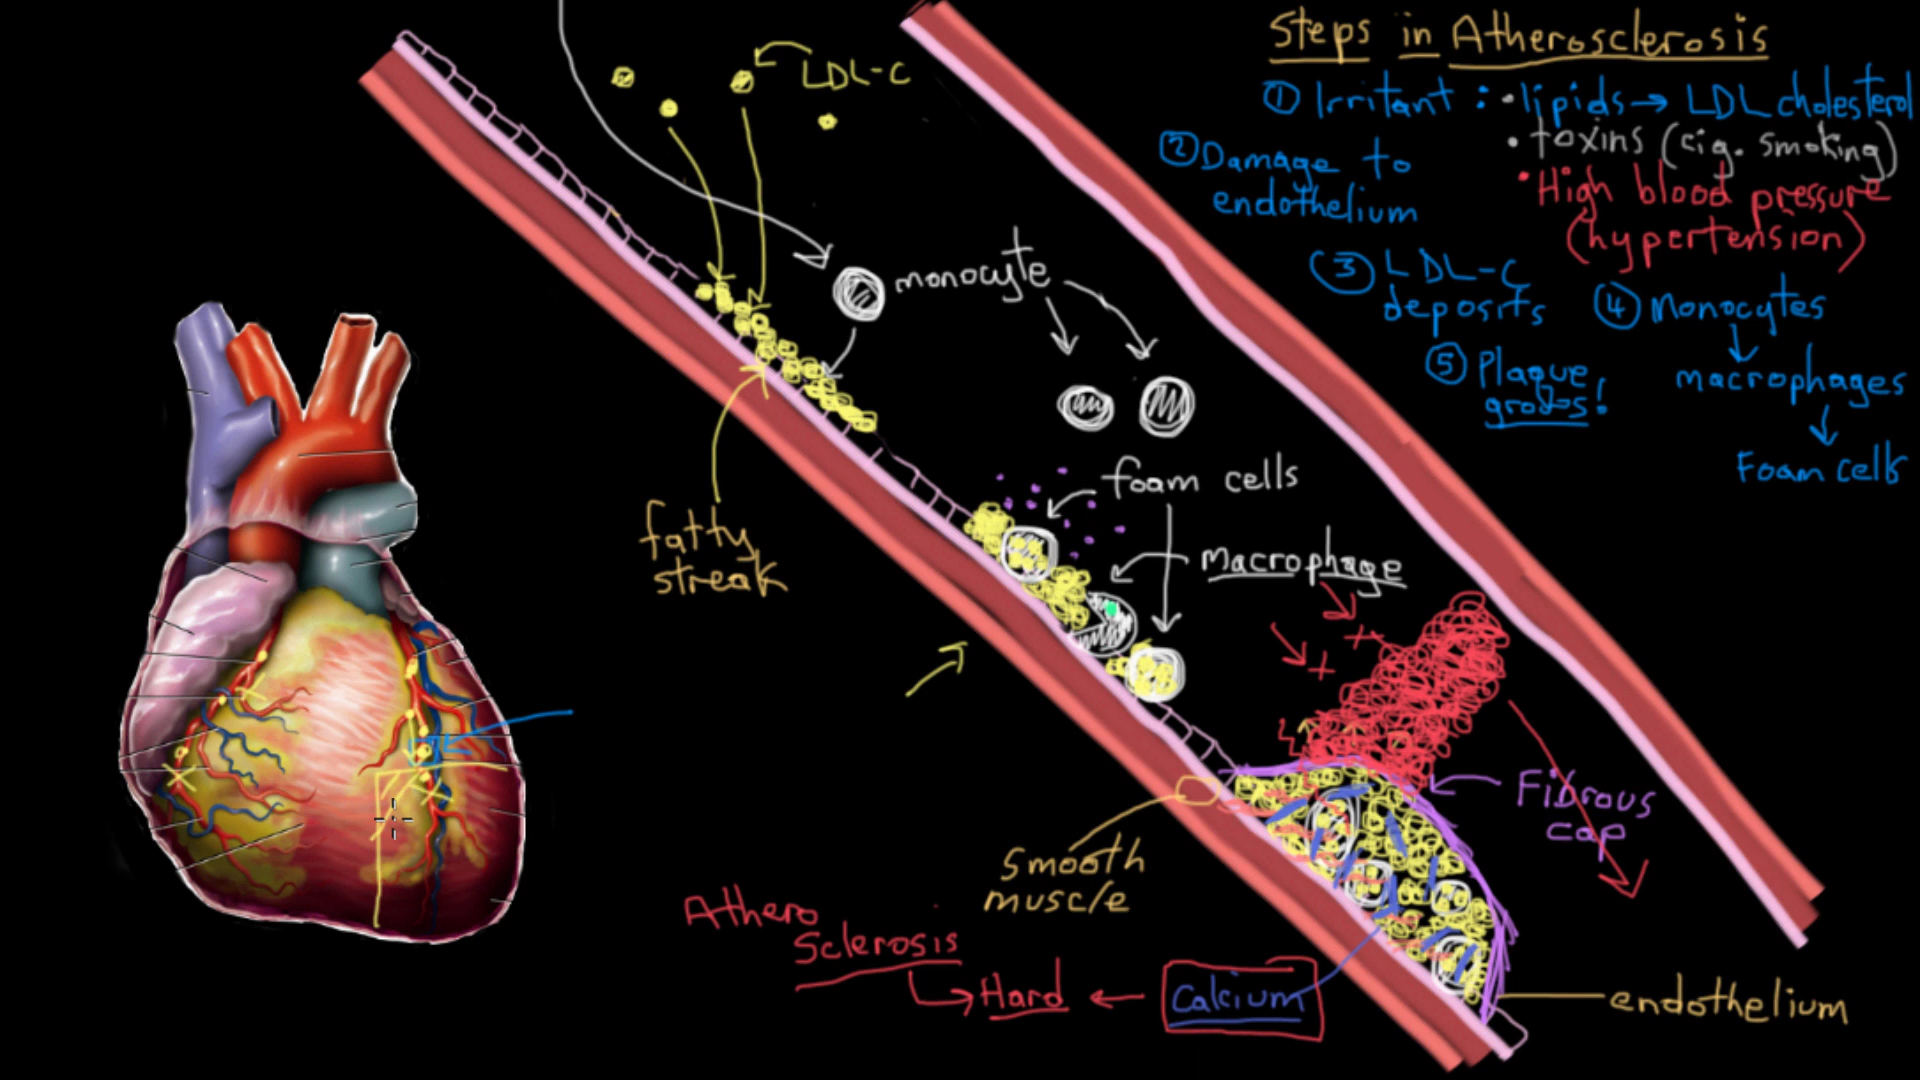 Steps in Atherosclerosis
① Irritant : • lipids → LDL cholesterol
• toxins (cig. smoking)
• High blood pressure
(hypertension)
② Damage to
endothelium
③ LDL-C
deposits
④ Monocytes
↓
macrophages
↓
Foam cells
⑤ Plaque
grows!
LDL-C
monocyte
foam cells
Macrophage
fatty
streak
Fibrous
cap
smooth
muscle
Athero
Sclerosis
Hard ← Calcium
endothelium